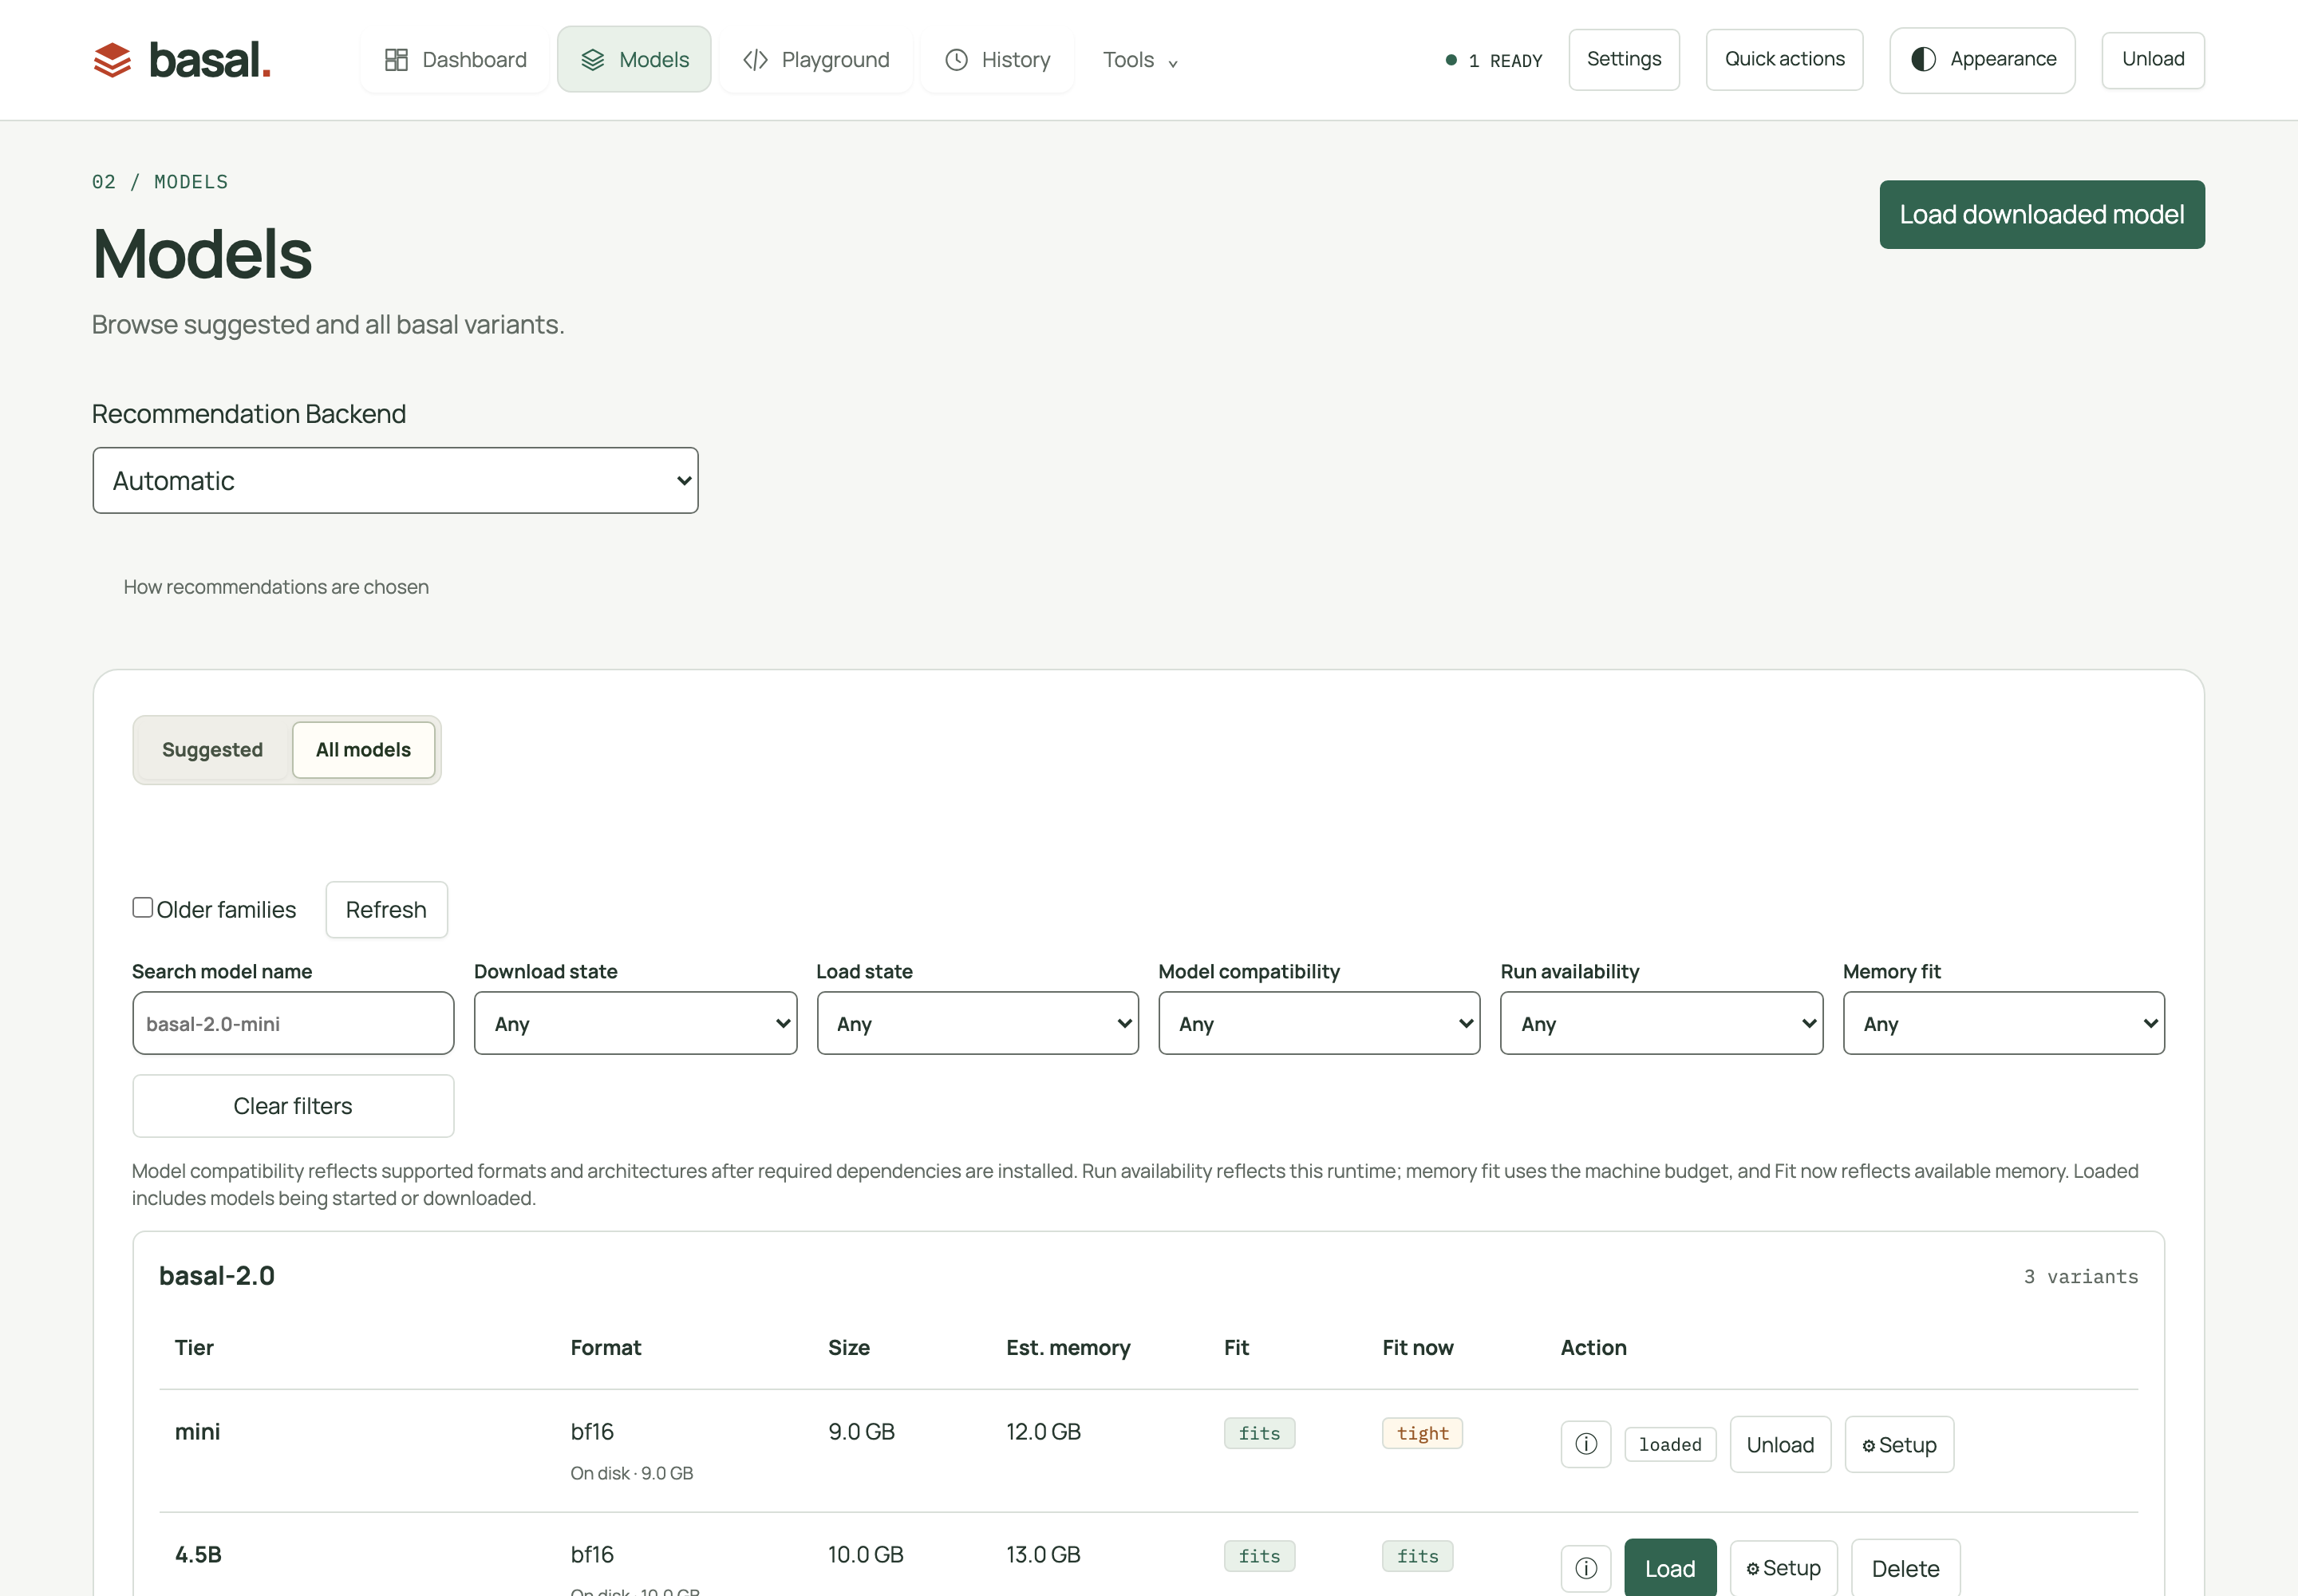 basal.
Dashboard
Models
Playground
History
Tools
1 READY
Settings
Quick actions
Appearance
Unload
02 / MODELS
Models
Load downloaded model
Browse suggested and all basal variants.
Recommendation Backend
Automatic
How recommendations are chosen
Suggested
All models
Older families
Refresh
Search model name
Download state
Load state
Model compatibility
Run availability
Memory fit
basal-2.0-mini
Any
Any
Any
Any
Any
Clear filters
Model compatibility reflects supported formats and architectures after required dependencies are installed. Run availability reflects this runtime; memory fit uses the machine budget, and Fit now reflects available memory. Loaded
includes models being started or downloaded.
basal-2.0
3 variants
Tier
Format
Size
Est. memory
Fit
Fit now
Action
mini
bf16
9.0 GB
12.0 GB
fits
tight
loaded
Unload
Setup
On disk · 9.0 GB
4.5B
bf16
10.0 GB
13.0 GB
fits
fits
Load
Setup
Delete
On disk · 10.0 GB